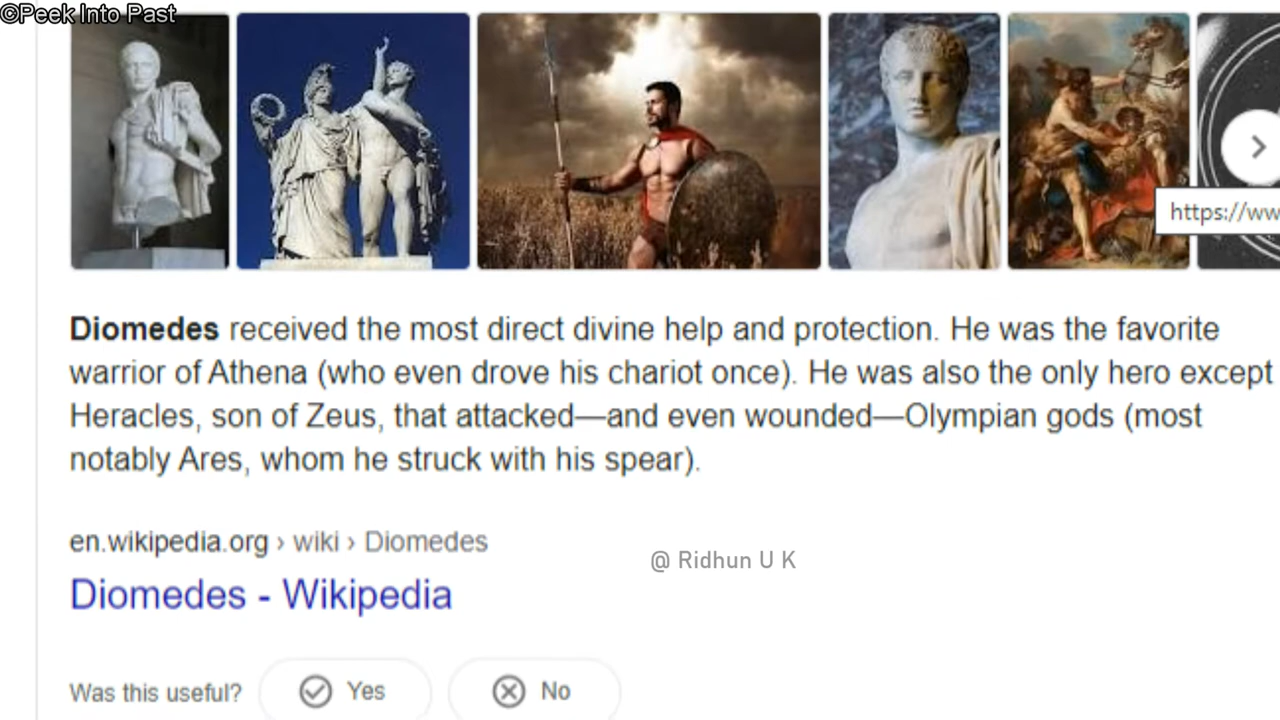 ©Peek Into Past
https://ww
Diomedes received the most direct divine help and protection. He was the favorite
warrior of Athena (who even drove his chariot once). He was also the only hero except
Heracles, son of Zeus, that attacked—and even wounded—Olympian gods (most
notably Ares, whom he struck with his spear).
en.wikipedia.org › wiki › Diomedes
@ Ridhun U K
Diomedes - Wikipedia
Was this useful? Yes No